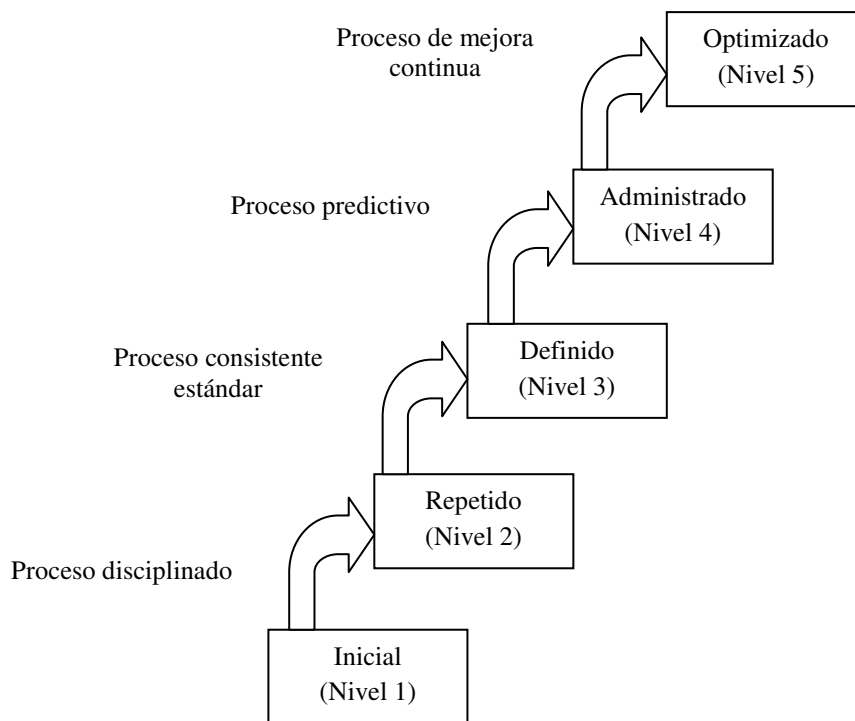 Proceso de mejora
continua
Optimizado
(Nivel 5)
Proceso predictivo
Administrado
(Nivel 4)
Proceso consistente
estándar
Definido
(Nivel 3)
Proceso disciplinado
Repetido
(Nivel 2)
Inicial
(Nivel 1)